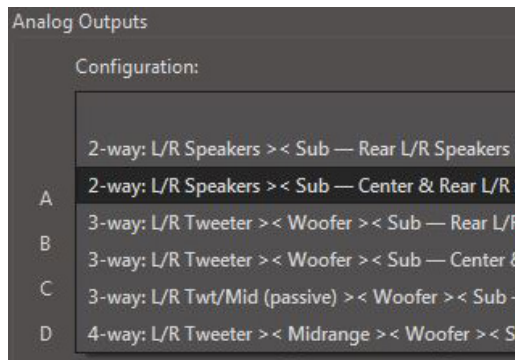 Analog Outputs
Configuration:
2-way: L/R Speakers >< Sub — Rear L/R Speakers
2-way: L/R Speakers >< Sub — Center & Rear L/R
A
3-way: L/R Tweeter >< Woofer >< Sub — Rear L/
B
3-way: L/R Tweeter >< Woofer >< Sub — Center
C
3-way: L/R Twt/Mid (passive) >< Woofer >< Sub
D
4-way: L/R Tweeter >< Midrange >< Woofer >< S